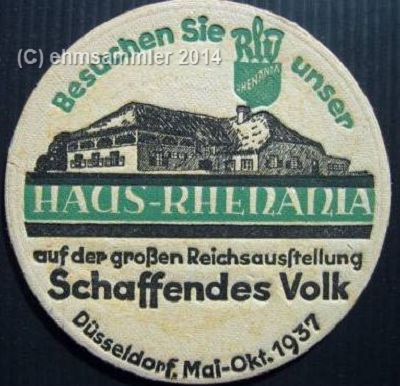 (C) ehmsammler 2014
Besuchen Sie unser
RHENANIA
HAUS-RHENANIA
auf der großen Reichsausſtellung
Schaffendes Volk
Düsseldorf. Mai-Okt. 1937